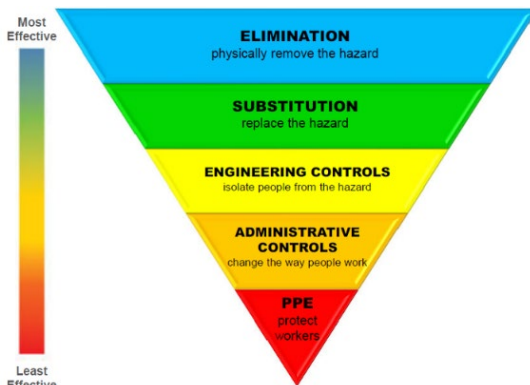 Most
Effective
ELIMINATION
physically remove the hazard
SUBSTITUTION
replace the hazard
ENGINEERING CONTROLS
isolate people from the hazard
ADMINISTRATIVE
CONTROLS
change the way people work
PPE
protect
workers
Least
Effective